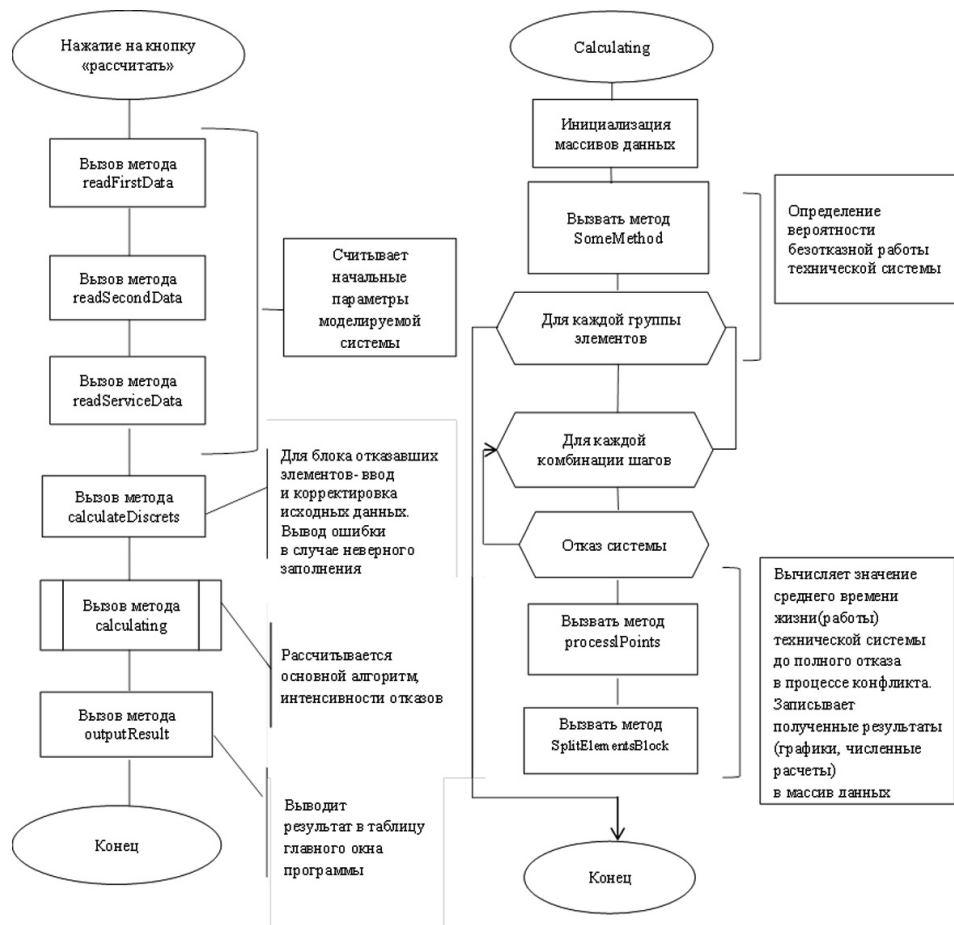 Нажатие на кнопку
«рассчитать»
Вызов метода
readFirstData
Вызов метода
readSecondData
Вызов метода
readServiceData
Считывает
начальные
параметры
моделируемой
системы
Вызов метода
calculateDiscrets
Для блока отказавших
элементов- ввод
и корректировка
исходных данных.
Вывод ошибки
в случае неверного
заполнения
Вызов метода
calculating
Рассчитывается
основной алгоритм,
интенсивности отказов
Вызов метода
outputResult
Выводит
результат в таблицу
главного окна
программы
Конец
Calculating
Инициализация
массивов данных
Вызвать метод
SomeMethod
Определение
вероятности
безотказной работы
технической системы
Для каждой группы
элементов
Для каждой
комбинации шагов
Отказ системы
Вызвать метод
processlPoints
Вызвать метод
SplitElementsBlock
Вычисляет значение
среднего времени
жизни(работы)
технической системы
до полного отказа
в процессе конфликта.
Записывает
полученные результаты
(графики, численные
расчеты)
в массив данных
Конец